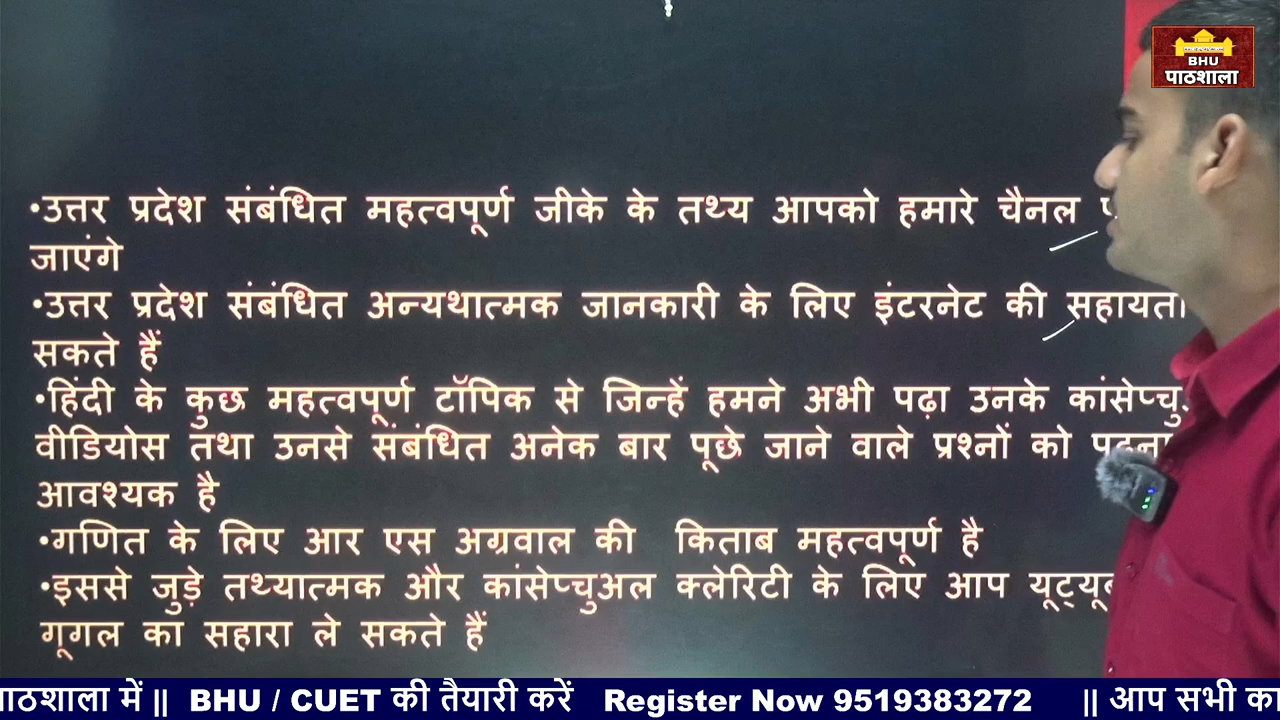 BHU
पाठशाला
•उत्तर प्रदेश संबंधित महत्वपूर्ण जीके के तथ्य आपको हमारे चैनल
जाएंगे
•उत्तर प्रदेश संबंधित अन्यथात्मक जानकारी के लिए इंटरनेट की सहायता
सकते हैं
•हिंदी के कुछ महत्वपूर्ण टॉपिक से जिन्हें हमने अभी पढ़ा उनके
वीडियोस तथा उनसे संबंधित अनेक बार पूछे जाने वाले प्रश्नों को
आवश्यक है
•गणित के लिए आर एस अग्रवाल की किताब महत्वपूर्ण है
•इससे जुड़े तथ्यात्मक और कांसेप्चुअल क्लेरिटी के लिए आप
गूगल का सहारा ले सकते हैं
पाठशाला में || BHU / CUET की तैयारी करें Register Now 9519383272 || आप सभी का